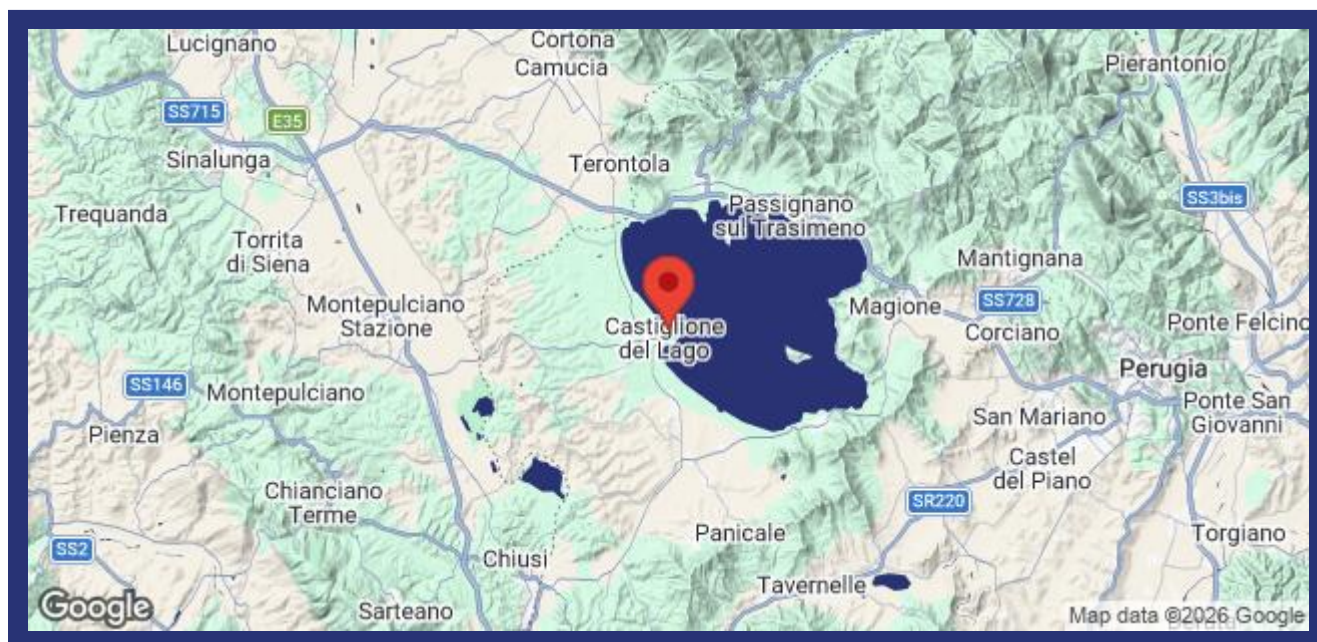 Lucignano
Cortona
Camucia
Pierantonio
SS715
E35
Sinalunga
Terontola
SS3bis
Trequanda
Passignano
sul Trasimeno
Torrita
di Siena
Mantignana
Montepulciano
Stazione
Magione
SS728
Corciano
Ponte Felcino
Castiglione
del Lago
SS146
Montepulciano
Perugia
Pienza
San Mariano
Ponte San
Giovanni
Castel
del Piano
Chianciano
Terme
SR220
SS2
Chiusi
Panicale
Torgiano
Tavernelle
Google
Sarteano
Map data ©2026 Google